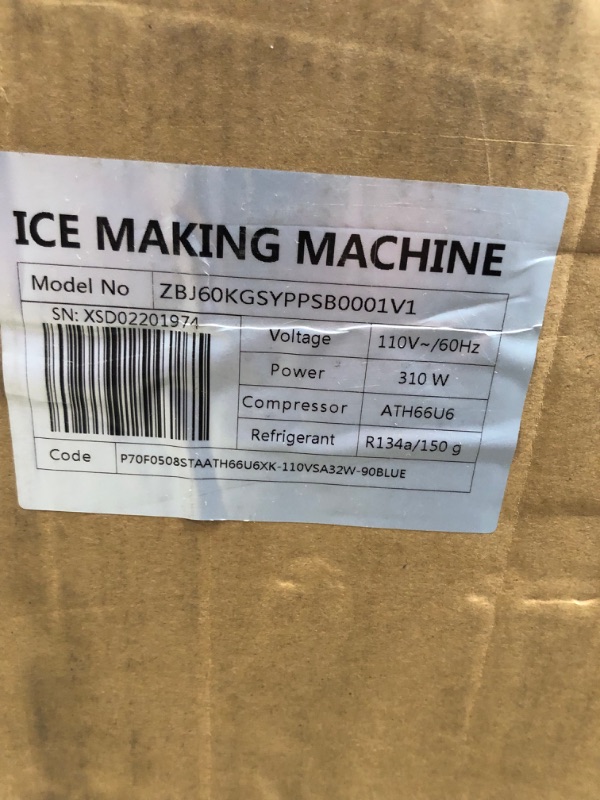 ICE MAKING MACHINE
Model No ZBJ60KGSYPPSB0001V1
SN: XSD02201974
Voltage 110V~/60Hz
Power 310 W
Compressor ATH66U6
Refrigerant R134a/150 g
Code P70F0508STAATH66U6XK-110VSA32W-90BLUE